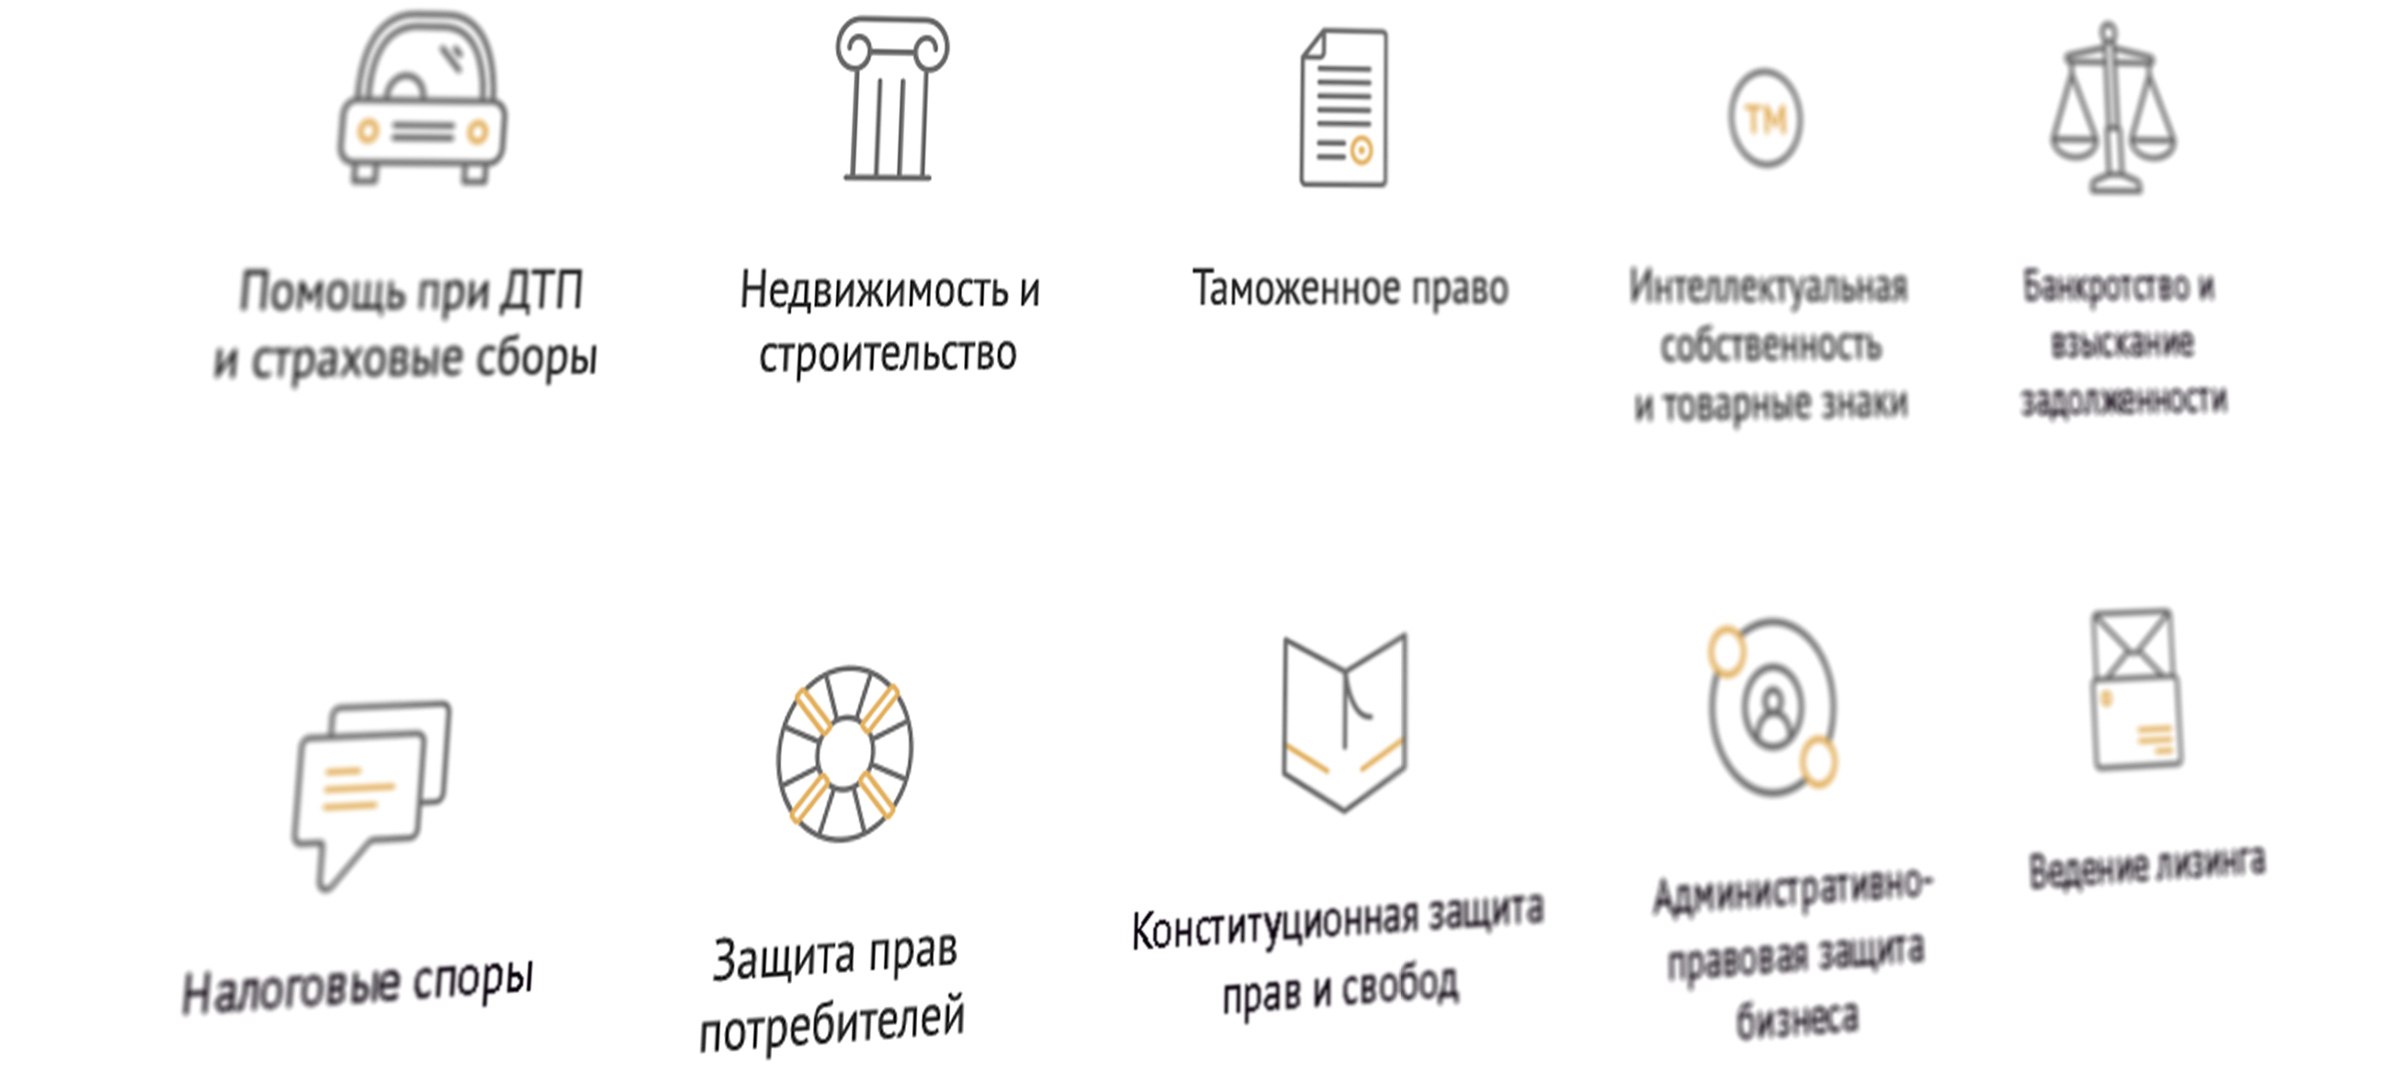 Помощь при ДТП
и страховые сборы
Недвижимость и
строительство
Таможенное право
ТМ
Интеллектуальная
собственность
и товарные знаки
Банкротство и
взыскание
задолженности
Налоговые споры
Защита прав
потребителей
Конституционная защита
прав и свобод
Административно-
правовая защита
бизнеса
Ведение лизинга